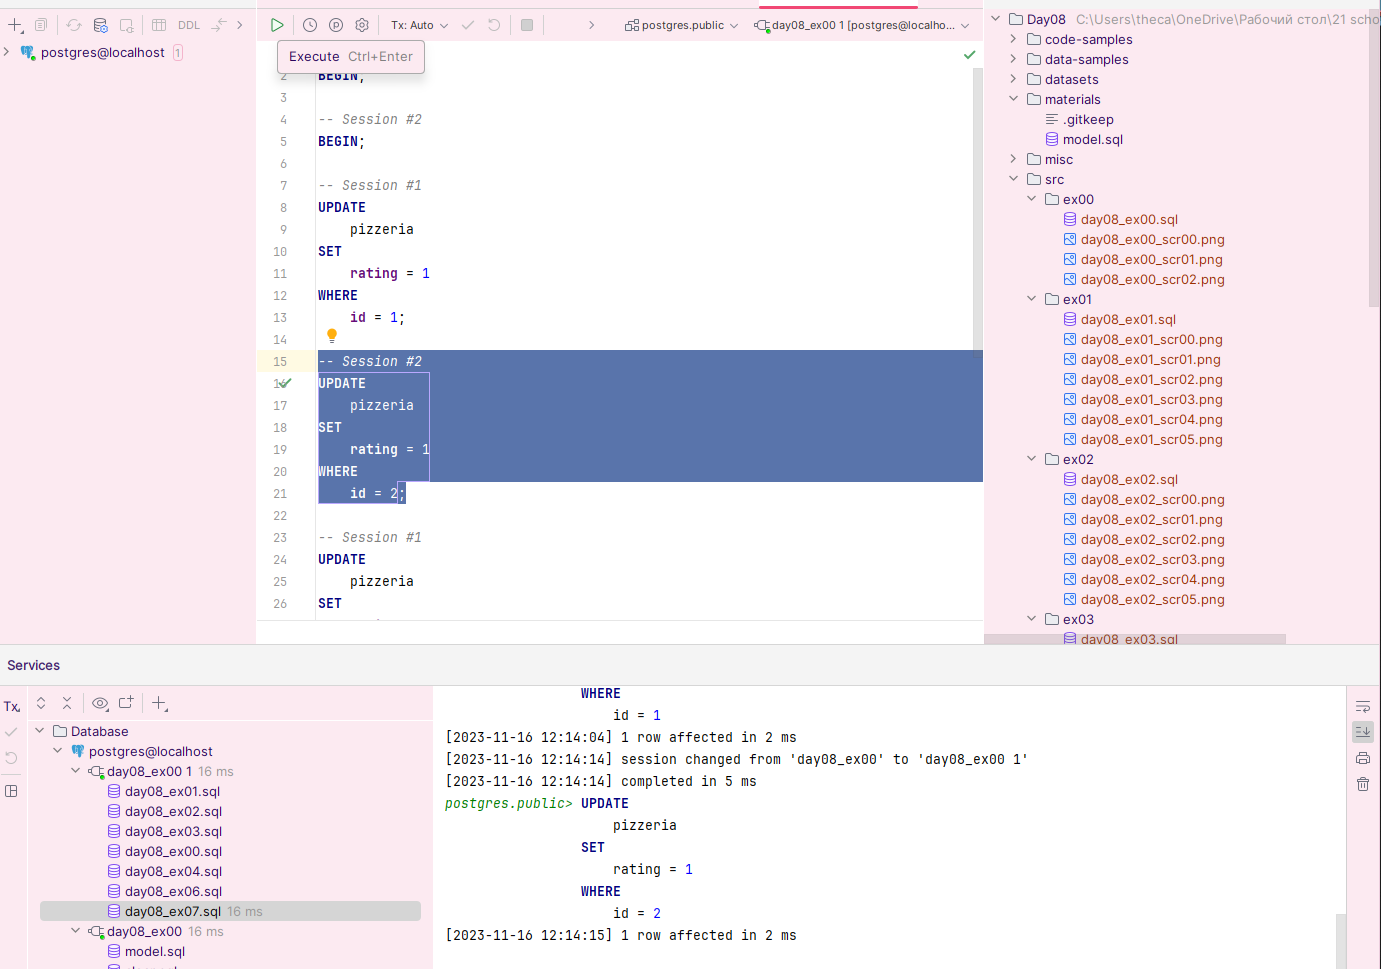 DDL
Tx: Auto
postgres.public
day08_ex00 1 [postgres@localho...
postgres@localhost 1
Execute Ctrl+Enter
2 BEGIN;
3
4 -- Session #2
5 BEGIN;
6
7 -- Session #1
8 UPDATE
9 pizzeria
10 SET
11 rating = 1
12 WHERE
13 id = 1;
14
15 -- Session #2
16 UPDATE
17 pizzeria
18 SET
19 rating = 1
20 WHERE
21 id = 2;
22
23 -- Session #1
24 UPDATE
25 pizzeria
26 SET
Day08 C:\Users\theca\OneDrive\Рабочий стол\21 scho
code-samples
data-samples
datasets
materials
.gitkeep
model.sql
misc
src
ex00
day08_ex00.sql
day08_ex00_scr00.png
day08_ex00_scr01.png
day08_ex00_scr02.png
ex01
day08_ex01.sql
day08_ex01_scr00.png
day08_ex01_scr01.png
day08_ex01_scr02.png
day08_ex01_scr03.png
day08_ex01_scr04.png
day08_ex01_scr05.png
ex02
day08_ex02.sql
day08_ex02_scr00.png
day08_ex02_scr01.png
day08_ex02_scr02.png
day08_ex02_scr03.png
day08_ex02_scr04.png
day08_ex02_scr05.png
ex03
day08_ex03.sql
Services
Tx
Database
postgres@localhost
day08_ex00 1 16 ms
day08_ex01.sql
day08_ex02.sql
day08_ex03.sql
day08_ex00.sql
day08_ex04.sql
day08_ex06.sql
day08_ex07.sql 16 ms
day08_ex00 16 ms
model.sql
WHERE
id = 1
[2023-11-16 12:14:04] 1 row affected in 2 ms
[2023-11-16 12:14:14] session changed from 'day08_ex00' to 'day08_ex00 1'
[2023-11-16 12:14:14] completed in 5 ms
postgres.public> UPDATE
pizzeria
SET
rating = 1
WHERE
id = 2
[2023-11-16 12:14:15] 1 row affected in 2 ms